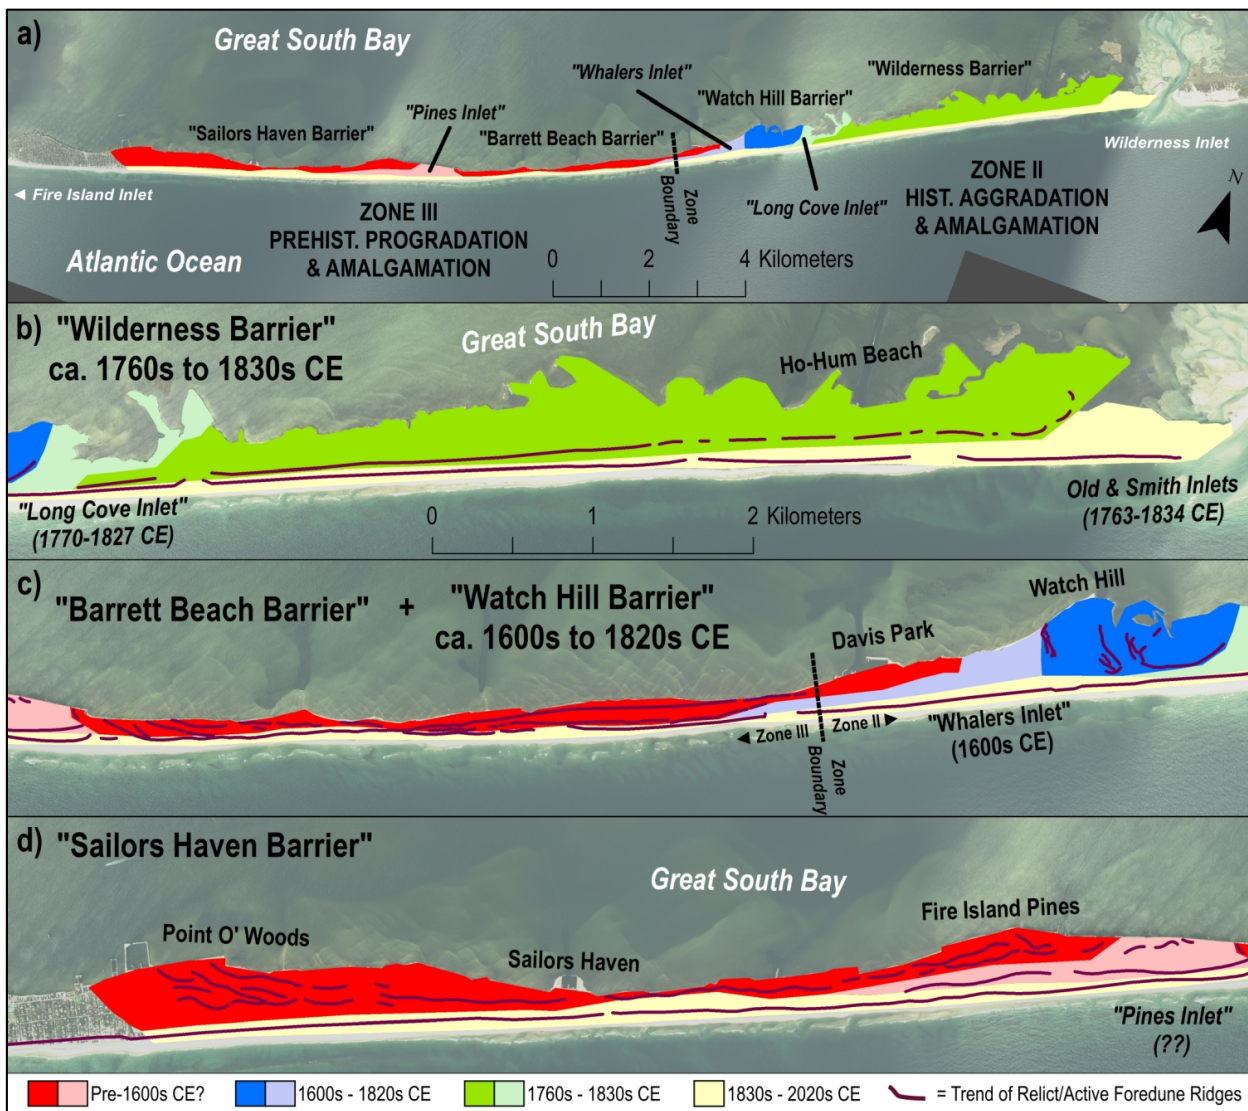 a)
Great South Bay
"Whalers Inlet"
"Wilderness Barrier"
"Watch Hill Barrier"
"Pines Inlet"
"Sailors Haven Barrier"
"Barrett Beach Barrier"
Wilderness Inlet
◄ Fire Island Inlet
ZONE III
PREHIST. PROGRADATION
& AMALGAMATION
Zone
Boundary
"Long Cove Inlet"
ZONE II
HIST. AGGRADATION
& AMALGAMATION
N
Atlantic Ocean
0 2 4 Kilometers
b) "Wilderness Barrier"
ca. 1760s to 1830s CE
Great South Bay
Ho-Hum Beach
"Long Cove Inlet"
(1770-1827 CE)
Old & Smith Inlets
(1763-1834 CE)
0 1 2 Kilometers
c) "Barrett Beach Barrier" + "Watch Hill Barrier"
ca. 1600s to 1820s CE
Watch Hill
Davis Park
◄ Zone III Zone II ►
Zone
Boundary
"Whalers Inlet"
(1600s CE)
d) "Sailors Haven Barrier"
Great South Bay
Fire Island Pines
Point O' Woods
Sailors Haven
"Pines Inlet"
(??)
Pre-1600s CE? 1600s - 1820s CE 1760s - 1830s CE 1830s - 2020s CE = Trend of Relict/Active Foredune Ridges